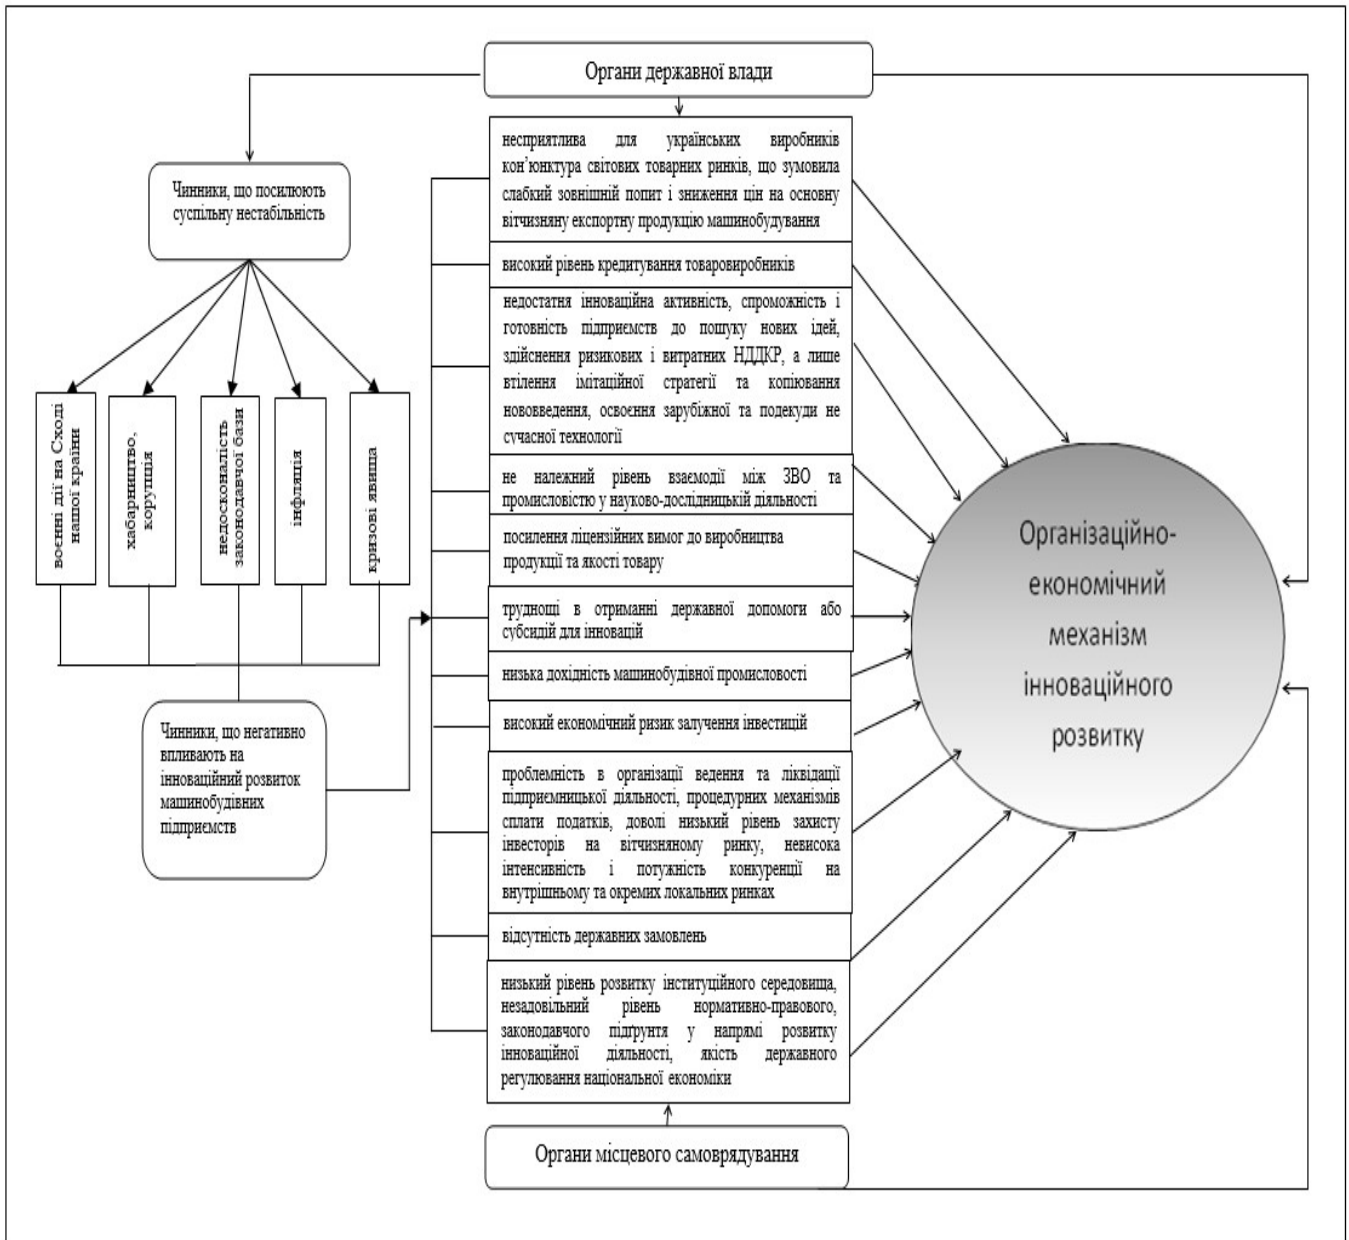 Органи державної влади
Чинники, що посилюють
суспільну нестабільність
воєнні дії на Сході
нашої країни
хабарництво,
корупція
недосконалість
законодавчої бази
інфляція
кризові явища
Чинники, що негативно
впливають на
інноваційний розвиток
машинобудівних
підприємств
несприятлива для українських виробників
кон’юнктура світових товарних ринків, що зумовила
слабкий зовнішній попит і зниження цін на основну
вітчизняну експортну продукцію машинобудування
високий рівень кредитування товаровиробників
недостатня інноваційна активність, спроможність і
готовність підприємств до пошуку нових ідей,
здійснення ризикових і витратних НДДКР, а лише
втілення імітаційної стратегії та копіювання
нововведення, освоєння зарубіжної та подекуди не
сучасної технології
не належний рівень взаємодії між ЗВО та
промисловістю у науково-дослідницькій діяльності
посилення ліцензійних вимог до виробництва
продукції та якості товару
труднощі в отриманні державної допомоги або
субсидій для інновацій
низька дохідність машинобудівної промисловості
високий економічний ризик залучення інвестицій
проблемність в організації ведення та ліквідації
підприємницької діяльності, процедурних механізмів
сплати податків, доволі низький рівень захисту
інвесторів на вітчизняному ринку, невисока
інтенсивність і потужність конкуренції на
внутрішньому та окремих локальних ринках
відсутність державних замовлень
низький рівень розвитку інституційного середовища,
незадовільний рівень нормативно-правового,
законодавчого підґрунтя у напрямі розвитку
інноваційної діяльності, якість державного
регулювання національної економіки
Організаційно-
економічний
механізм
інноваційного
розвитку
Органи місцевого самоврядування